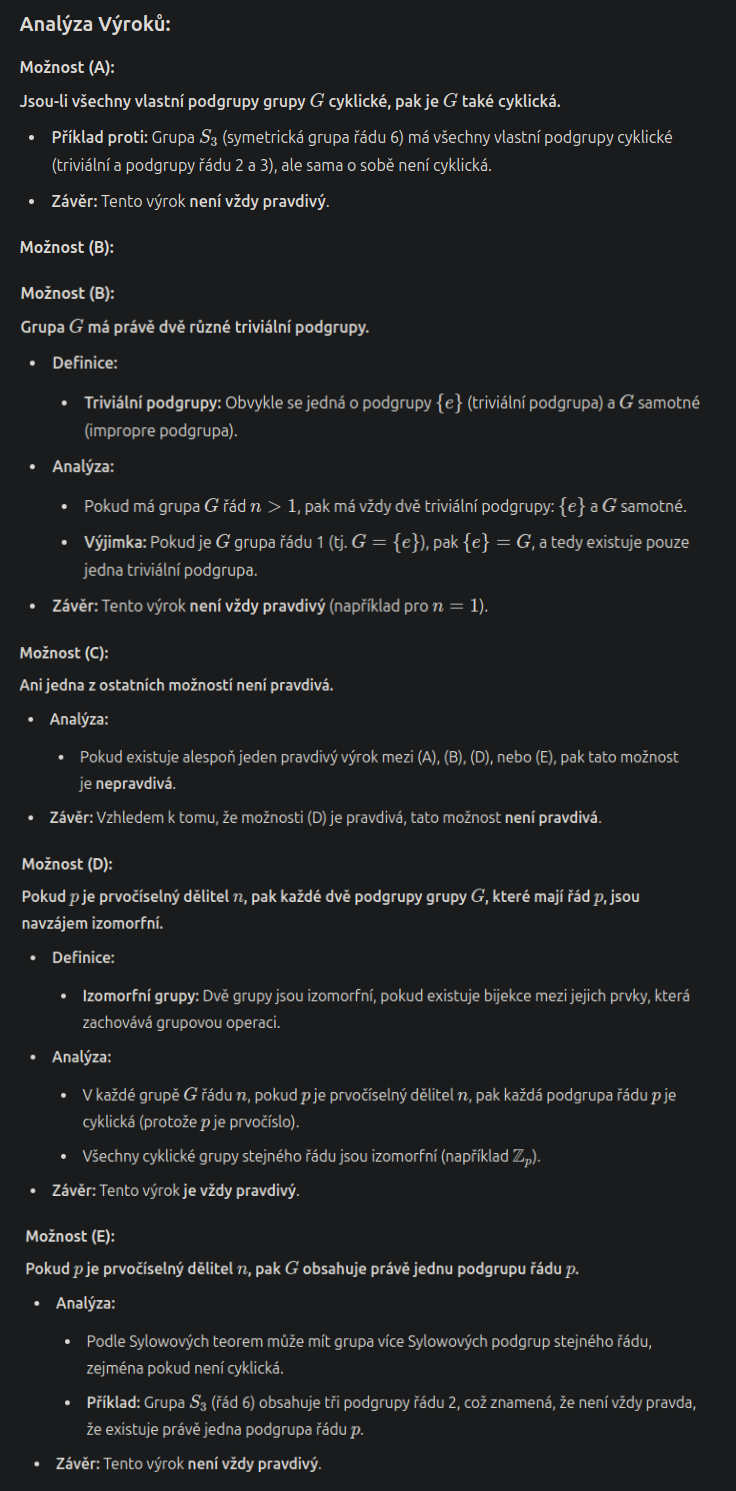 Analýza Výroků:
Možnost (A):
Jsou-li všechny vlastní podgrupy grupy G cyklické, pak je G také cyklická.
• Příklad proti: Grupa S₃ (symetrická grupa řádu 6) má všechny vlastní podgrupy cyklické
(triviální a podgrupy řádu 2 a 3), ale sama o sobě není cyklická.
• Závěr: Tento výrok není vždy pravdivý.
Možnost (B):
Možnost (B):
Grupa G má právě dvě různé triviální podgrupy.
• Definice:
• Triviální podgrupy: Obvykle se jedná o podgrupy {e} (triviální podgrupa) a G samotné
(impropre podgrupa).
• Analýza:
• Pokud má grupa G řád n > 1, pak má vždy dvě triviální podgrupy: {e} a G samotné.
• Výjimka: Pokud je G grupa řádu 1 (tj. G = {e}), pak {e} = G, a tedy existuje pouze
jedna triviální podgrupa.
• Závěr: Tento výrok není vždy pravdivý (například pro n = 1).
Možnost (C):
Ani jedna z ostatních možností není pravdivá.
• Analýza:
• Pokud existuje alespoň jeden pravdivý výrok mezi (A), (B), (D), nebo (E), pak tato možnost
je nepravdivá.
• Závěr: Vzhledem k tomu, že možnosti (D) je pravdivá, tato možnost není pravdivá.
Možnost (D):
Pokud p je prvočíselný dělitel n, pak každé dvě podgrupy grupy G, které mají řád p, jsou
navzájem izomorfní.
• Definice:
• Izomorfní grupy: Dvě grupy jsou izomorfní, pokud existuje bijekce mezi jejich prvky, která
zachovává grupovou operaci.
• Analýza:
• V každé grupě G řádu n, pokud p je prvočíselný dělitel n, pak každá podgrupa řádu p je
cyklická (protože p je prvočíslo).
• Všechny cyklické grupy stejného řádu jsou izomorfní (například ℤₚ).
• Závěr: Tento výrok je vždy pravdivý.
Možnost (E):
Pokud p je prvočíselný dělitel n, pak G obsahuje právě jednu podgrupu řádu p.
• Analýza:
• Podle Sylowových teorem může mít grupa více Sylowových podgrup stejného řádu,
zejména pokud není cyklická.
• Příklad: Grupa S₃ (řád 6) obsahuje tři podgrupy řádu 2, což znamená, že není vždy pravda,
že existuje právě jedna podgrupa řádu p.
• Závěr: Tento výrok není vždy pravdivý.